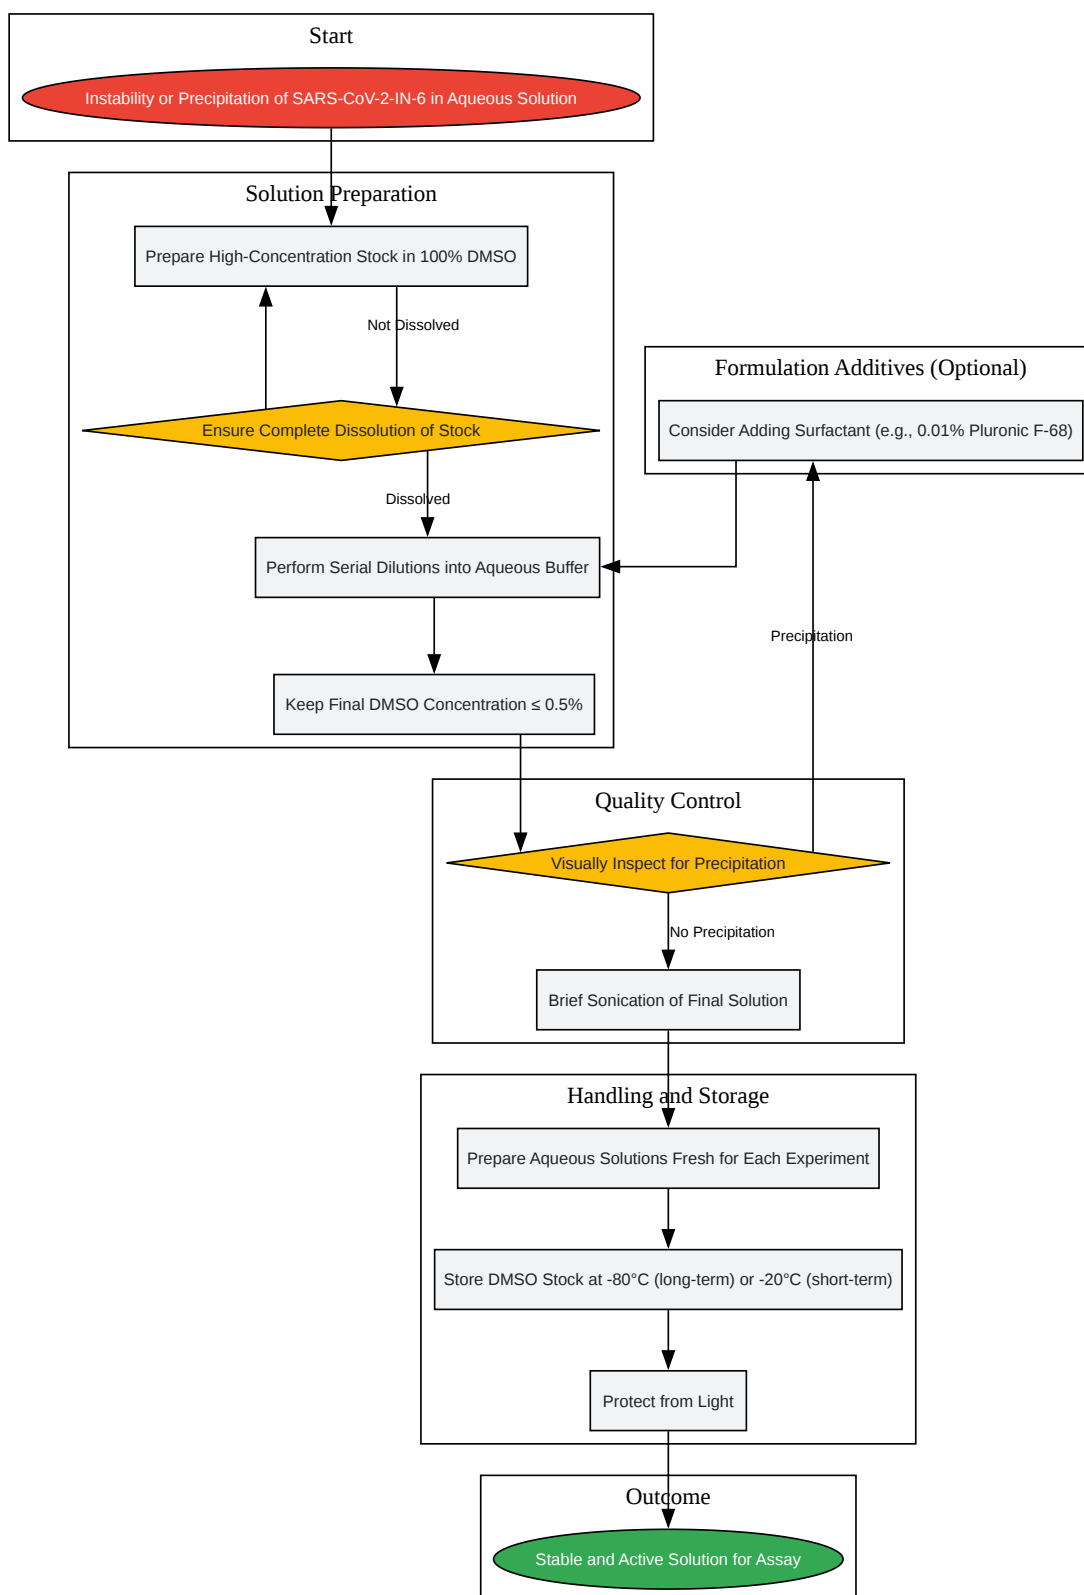 Start
Instability or Precipitation of SARS-CoV-2-IN-6 in Aqueous Solution
Solution Preparation
Prepare High-Concentration Stock in 100% DMSO
Not Dissolved
Formulation Additives (Optional)
Consider Adding Surfactant (e.g., 0.01% Pluronic F-68)
Ensure Complete Dissolution of Stock
Dissolved
Perform Serial Dilutions into Aqueous Buffer
Precipitation
Keep Final DMSO Concentration ≤ 0.5%
Quality Control
Visually Inspect for Precipitation
No Precipitation
Brief Sonication of Final Solution
Handling and Storage
Prepare Aqueous Solutions Fresh for Each Experiment
Store DMSO Stock at -80°C (long-term) or -20°C (short-term)
Protect from Light
Outcome
Stable and Active Solution for Assay